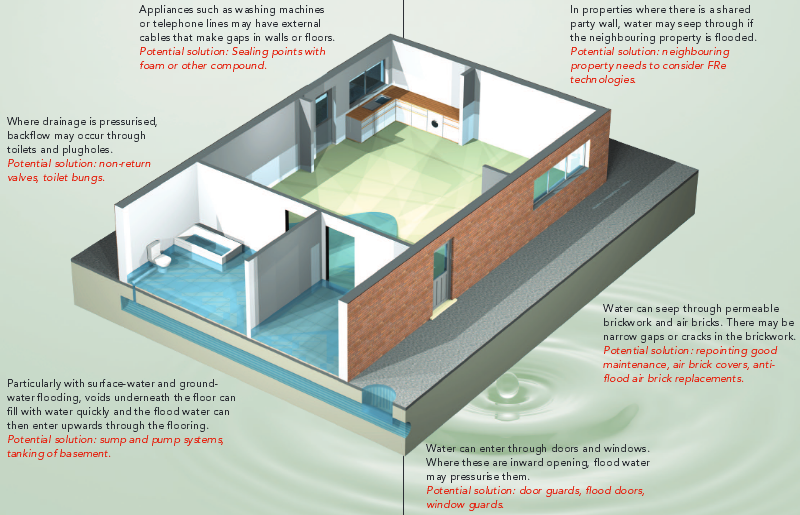 Appliances such as washing machines
or telephone lines may have external
cables that make gaps in walls or floors.
Potential solution: Sealing points with
foam or other compound.
In properties where there is a shared
party wall, water may seep through if
the neighbouring property is flooded.
Potential solution: neighbouring
property needs to consider FRe
technologies.
Where drainage is pressurised,
backflow may occur through
toilets and plugholes.
Potential solution: non-return
valves, toilet bungs.
Water can seep through permeable
brickwork and air bricks. There may be
narrow gaps or cracks in the brickwork.
Potential solution: repointing good
maintenance, air brick covers, anti-
flood air brick replacements.
Particularly with surface-water and ground-
water flooding, voids underneath the floor can
fill with water quickly and the flood water can
then enter upwards through the flooring.
Potential solution: sump and pump systems,
tanking of basement.
Water can enter through doors and windows.
Where these are inward opening, flood water
may pressurise them.
Potential solution: door guards, flood doors,
window guards.